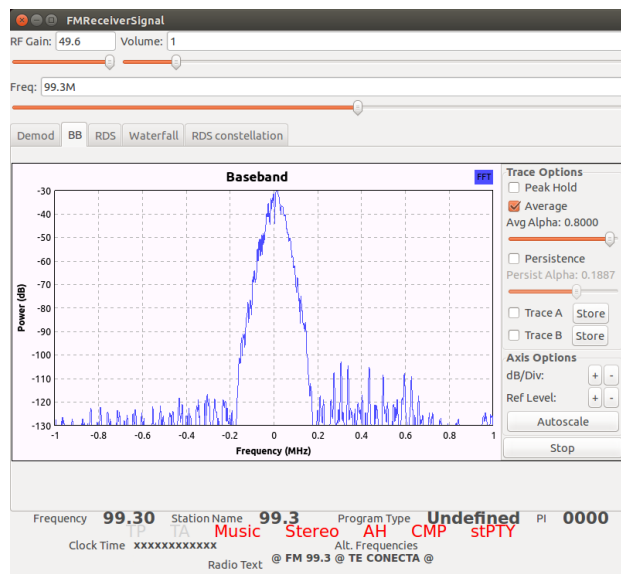 FMReceiverSignal
RF Gain: 49.6 Volume: 1
Freq: 99.3M
Demod BB RDS Waterfall RDS constellation
Baseband
FFT
Power (dB)
-30
-40
-50
-60
-70
-80
-90
-100
-110
-120
-130
-1 -0.8 -0.6 -0.4 -0.2 0 0.2 0.4 0.6 0.8 1
Frequency (MHz)
Trace Options
Peak Hold
Average
Avg Alpha: 0.8000
Persistence
Persist Alpha: 0.1887
Trace A Store
Trace B Store
Axis Options
dB/Div: + -
Ref Level: + -
Autoscale
Stop
Frequency 99.30 Station Name 99.3 Program Type Undefined PI 0000
TP TA Music Stereo AH CMP stPTY
Clock Time xxxxxxxxxxxx Alt. Frequencies
Radio Text @ FM 99.3 @ TE CONECTA @